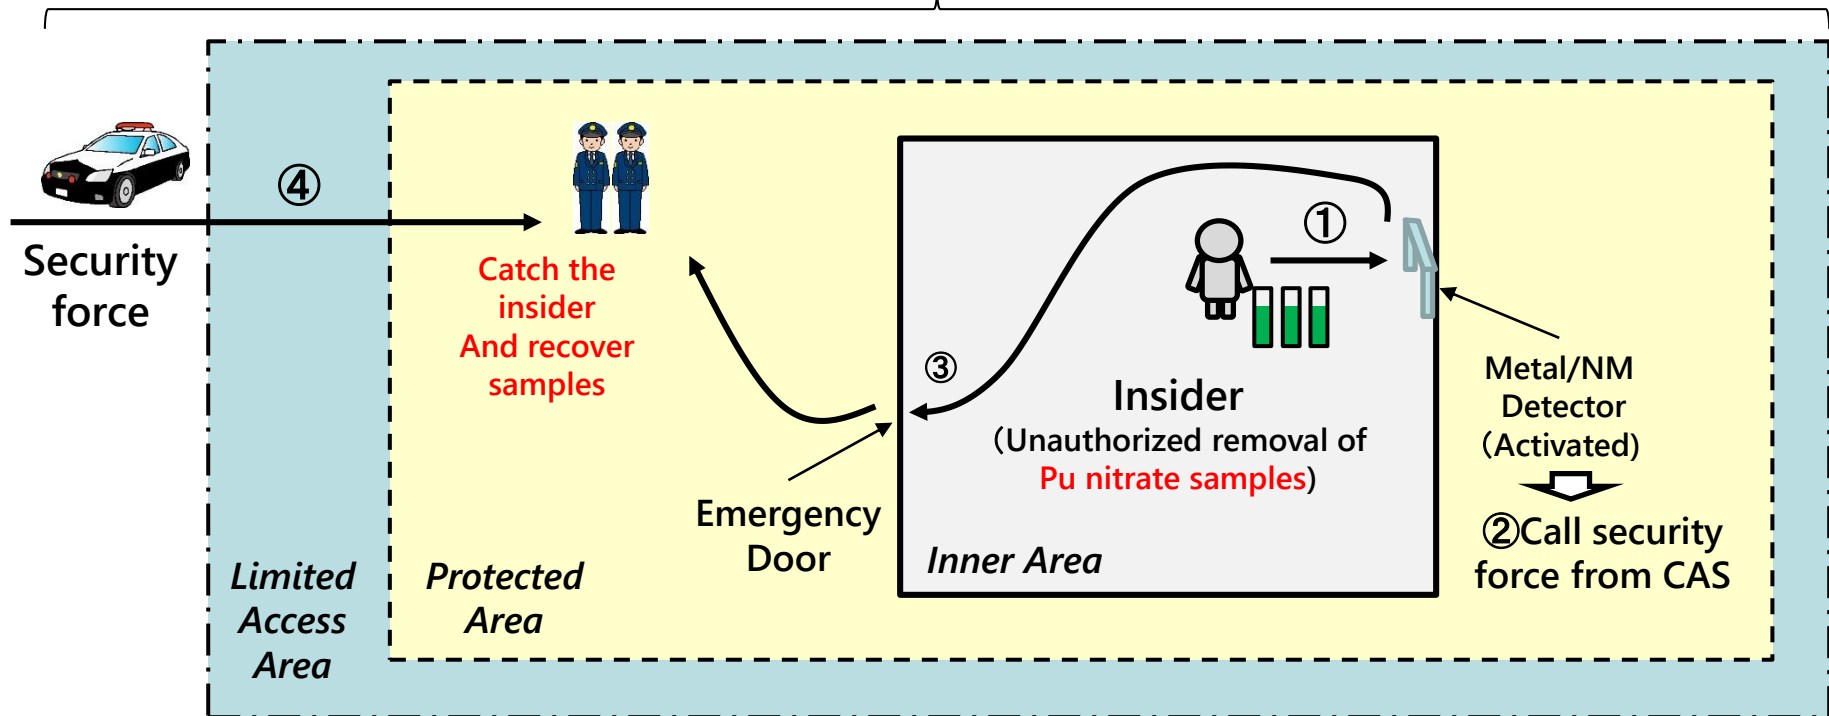 ④
Security
force
Catch the
insider
And recover
samples
①
③
Insider
（Unauthorized removal of
Pu nitrate samples)
Metal/NM
Detector
（Activated)
②Call security
force from CAS
Emergency
Door
Inner Area
Limited
Access
Area
Protected
Area